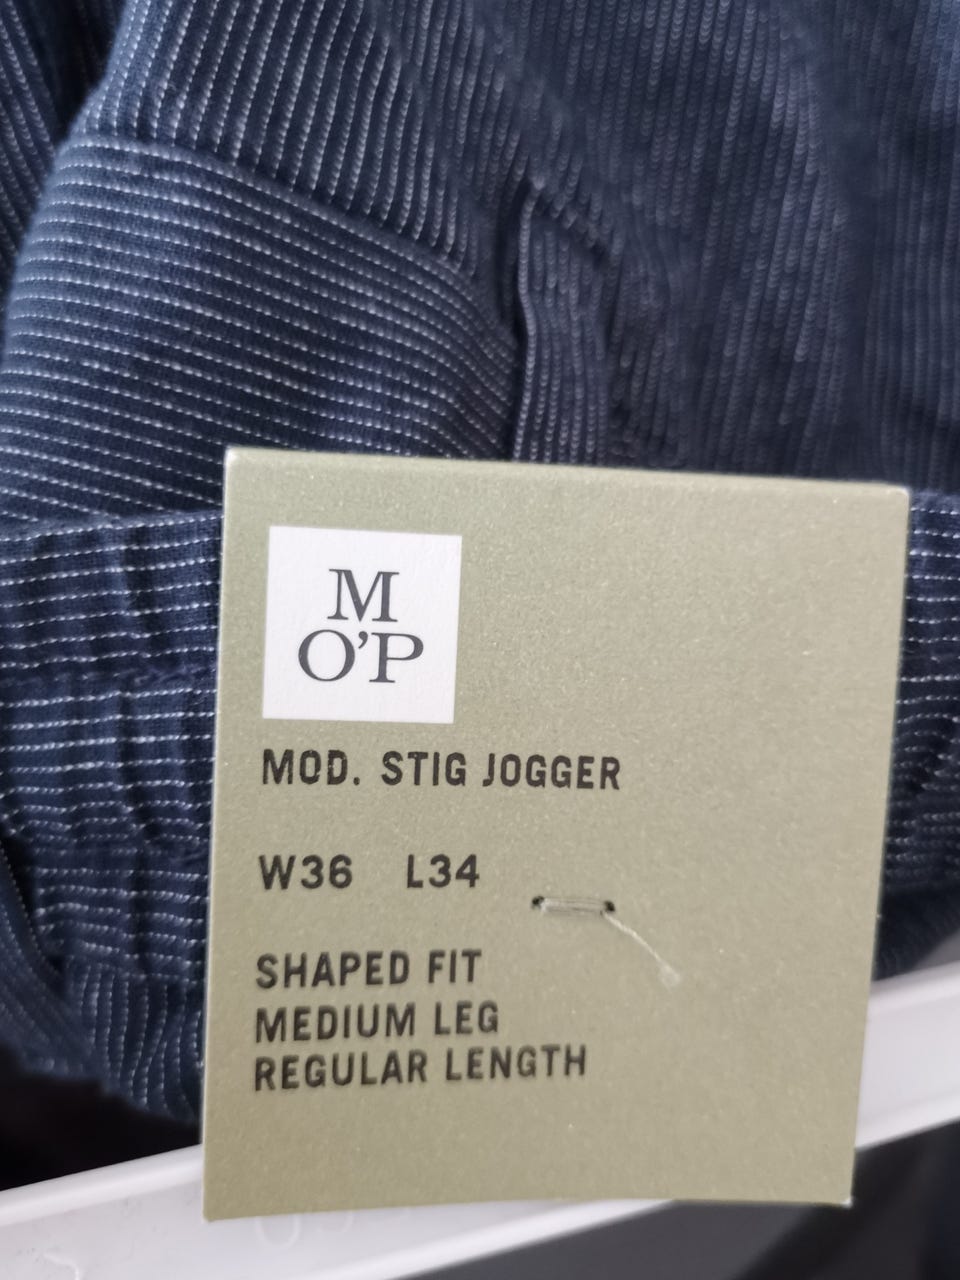 M
O'P
MOD. STIG JOGGER
W36 L34
SHAPED FIT
MEDIUM LEG
REGULAR LENGTH